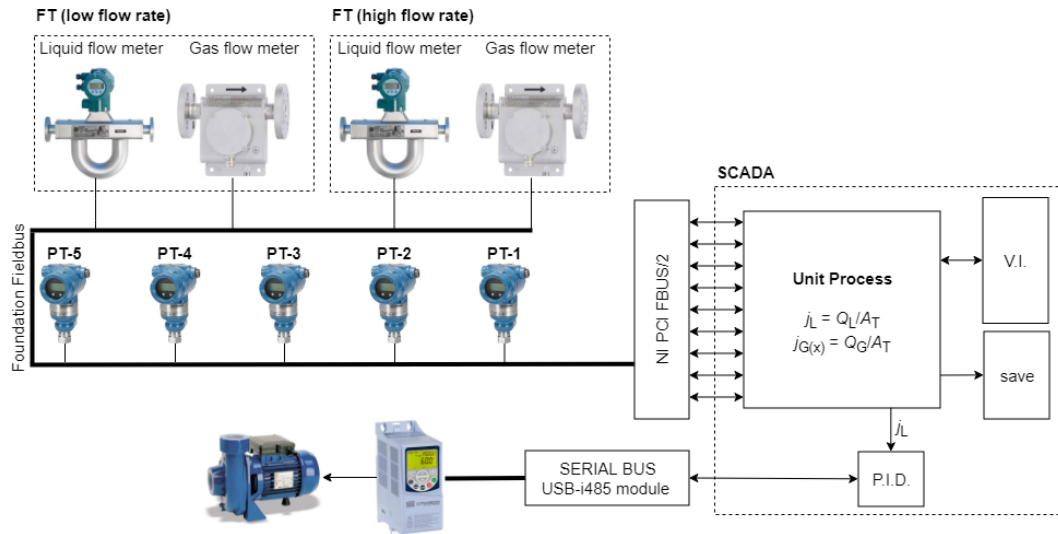 FT (low flow rate)
FT (high flow rate)
Liquid flow meter
Gas flow meter
Liquid flow meter
Gas flow meter
SCADA
Foundation Fieldbus
PT-5
PT-4
PT-3
PT-2
PT-1
NI PCI FBUS/2
Unit Process
jL = QL/AT
jG(x) = QG/AT
V.I.
save
jL
SERIAL BUS
USB-i485 module
P.I.D.